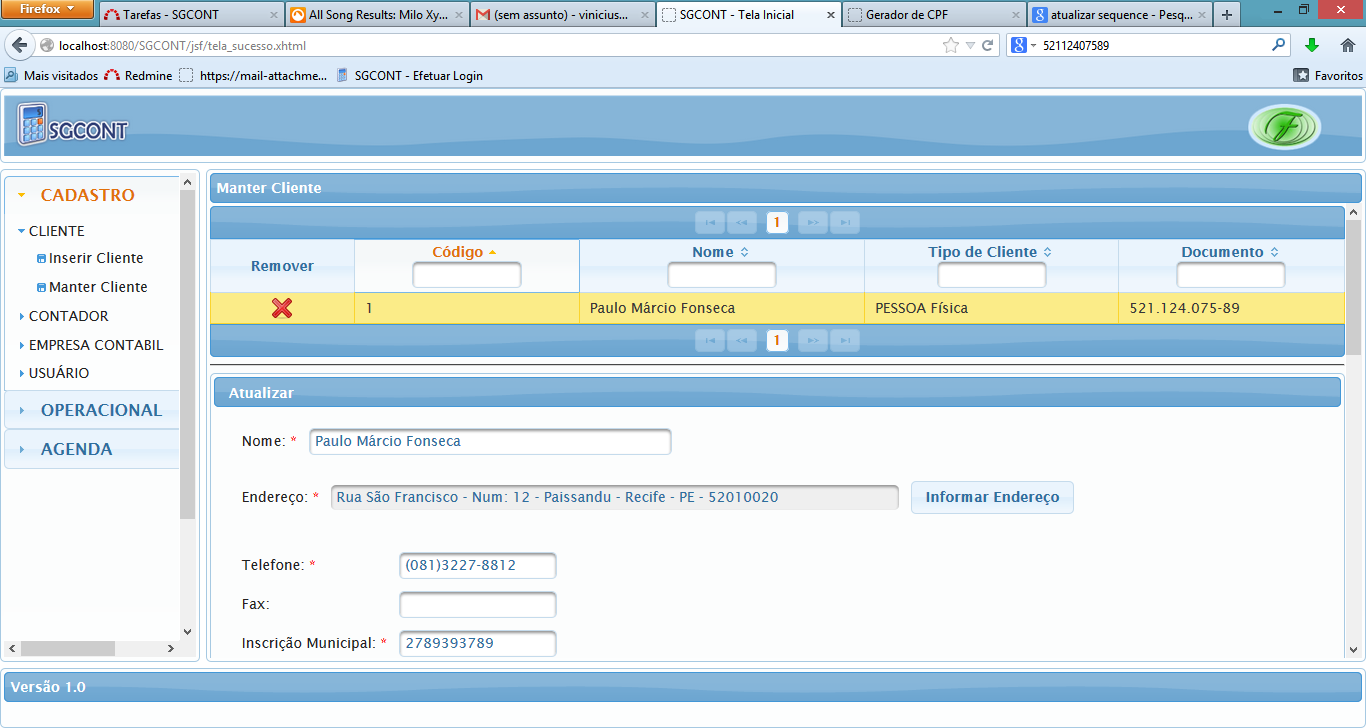 Firefox
Tarefas - SGCONT
All Song Results: Milo Xy...
(sem assunto) - vinicius...
SGCONT - Tela Inicial
Gerador de CPF
atualizar sequence - Pesq...
localhost:8080/SGCONT/jsf/tela_sucesso.xhtml
52112407589
Mais visitados
Redmine
https://mail-attachme...
SGCONT - Efetuar Login
Favoritos
SGCONT
CADASTRO
CLIENTE
Inserir Cliente
Manter Cliente
CONTADOR
EMPRESA CONTABIL
USUÁRIO
OPERACIONAL
AGENDA
Manter Cliente
1
Remover Código Nome Tipo de Cliente Documento
1 Paulo Márcio Fonseca PESSOA Física 521.124.075-89
1
Atualizar
Nome: * Paulo Márcio Fonseca
Endereço: * Rua São Francisco - Num: 12 - Paissandu - Recife - PE - 52010020 Informar Endereço
Telefone: * (081)3227-8812
Fax:
Inscrição Municipal: * 2789393789
Versão 1.0